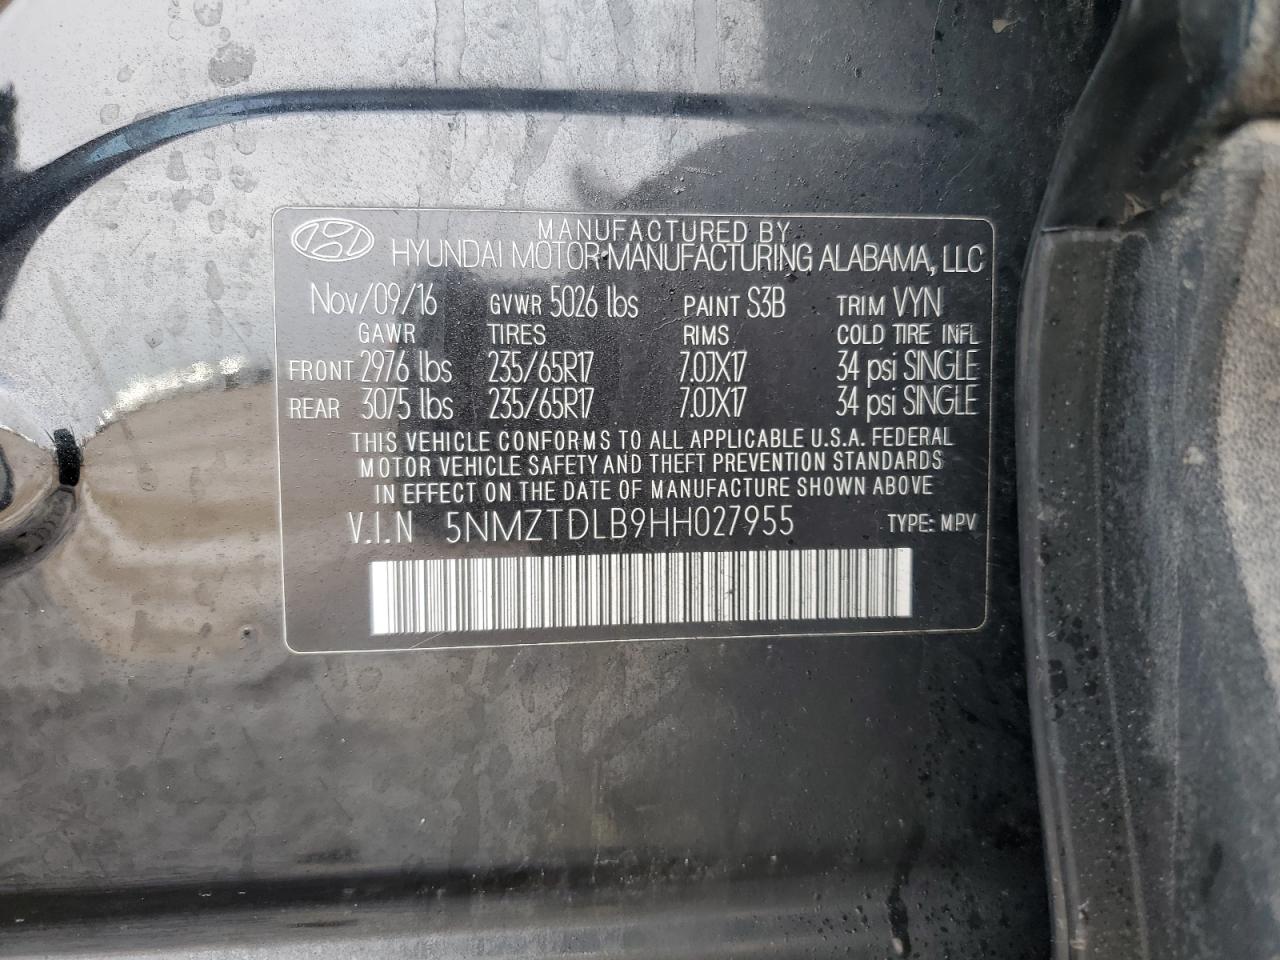 MANUFACTURED BY
HYUNDAI MOTOR MANUFACTURING ALABAMA, LLC
Nov/09/16 GVWR 5026 lbs PAINT S3B TRIM VYN
GAWR TIRES RIMS COLD TIRE INFL
FRONT 2976 lbs 235/65R17 7.0JX17 34 psi SINGLE
REAR 3075 lbs 235/65R17 7.0JX17 34 psi SINGLE
THIS VEHICLE CONFORMS TO ALL APPLICABLE U.S.A. FEDERAL
MOTOR VEHICLE SAFETY AND THEFT PREVENTION STANDARDS
IN EFFECT ON THE DATE OF MANUFACTURE SHOWN ABOVE
V.I.N 5NMZTDLB9HH027955 TYPE: MPV